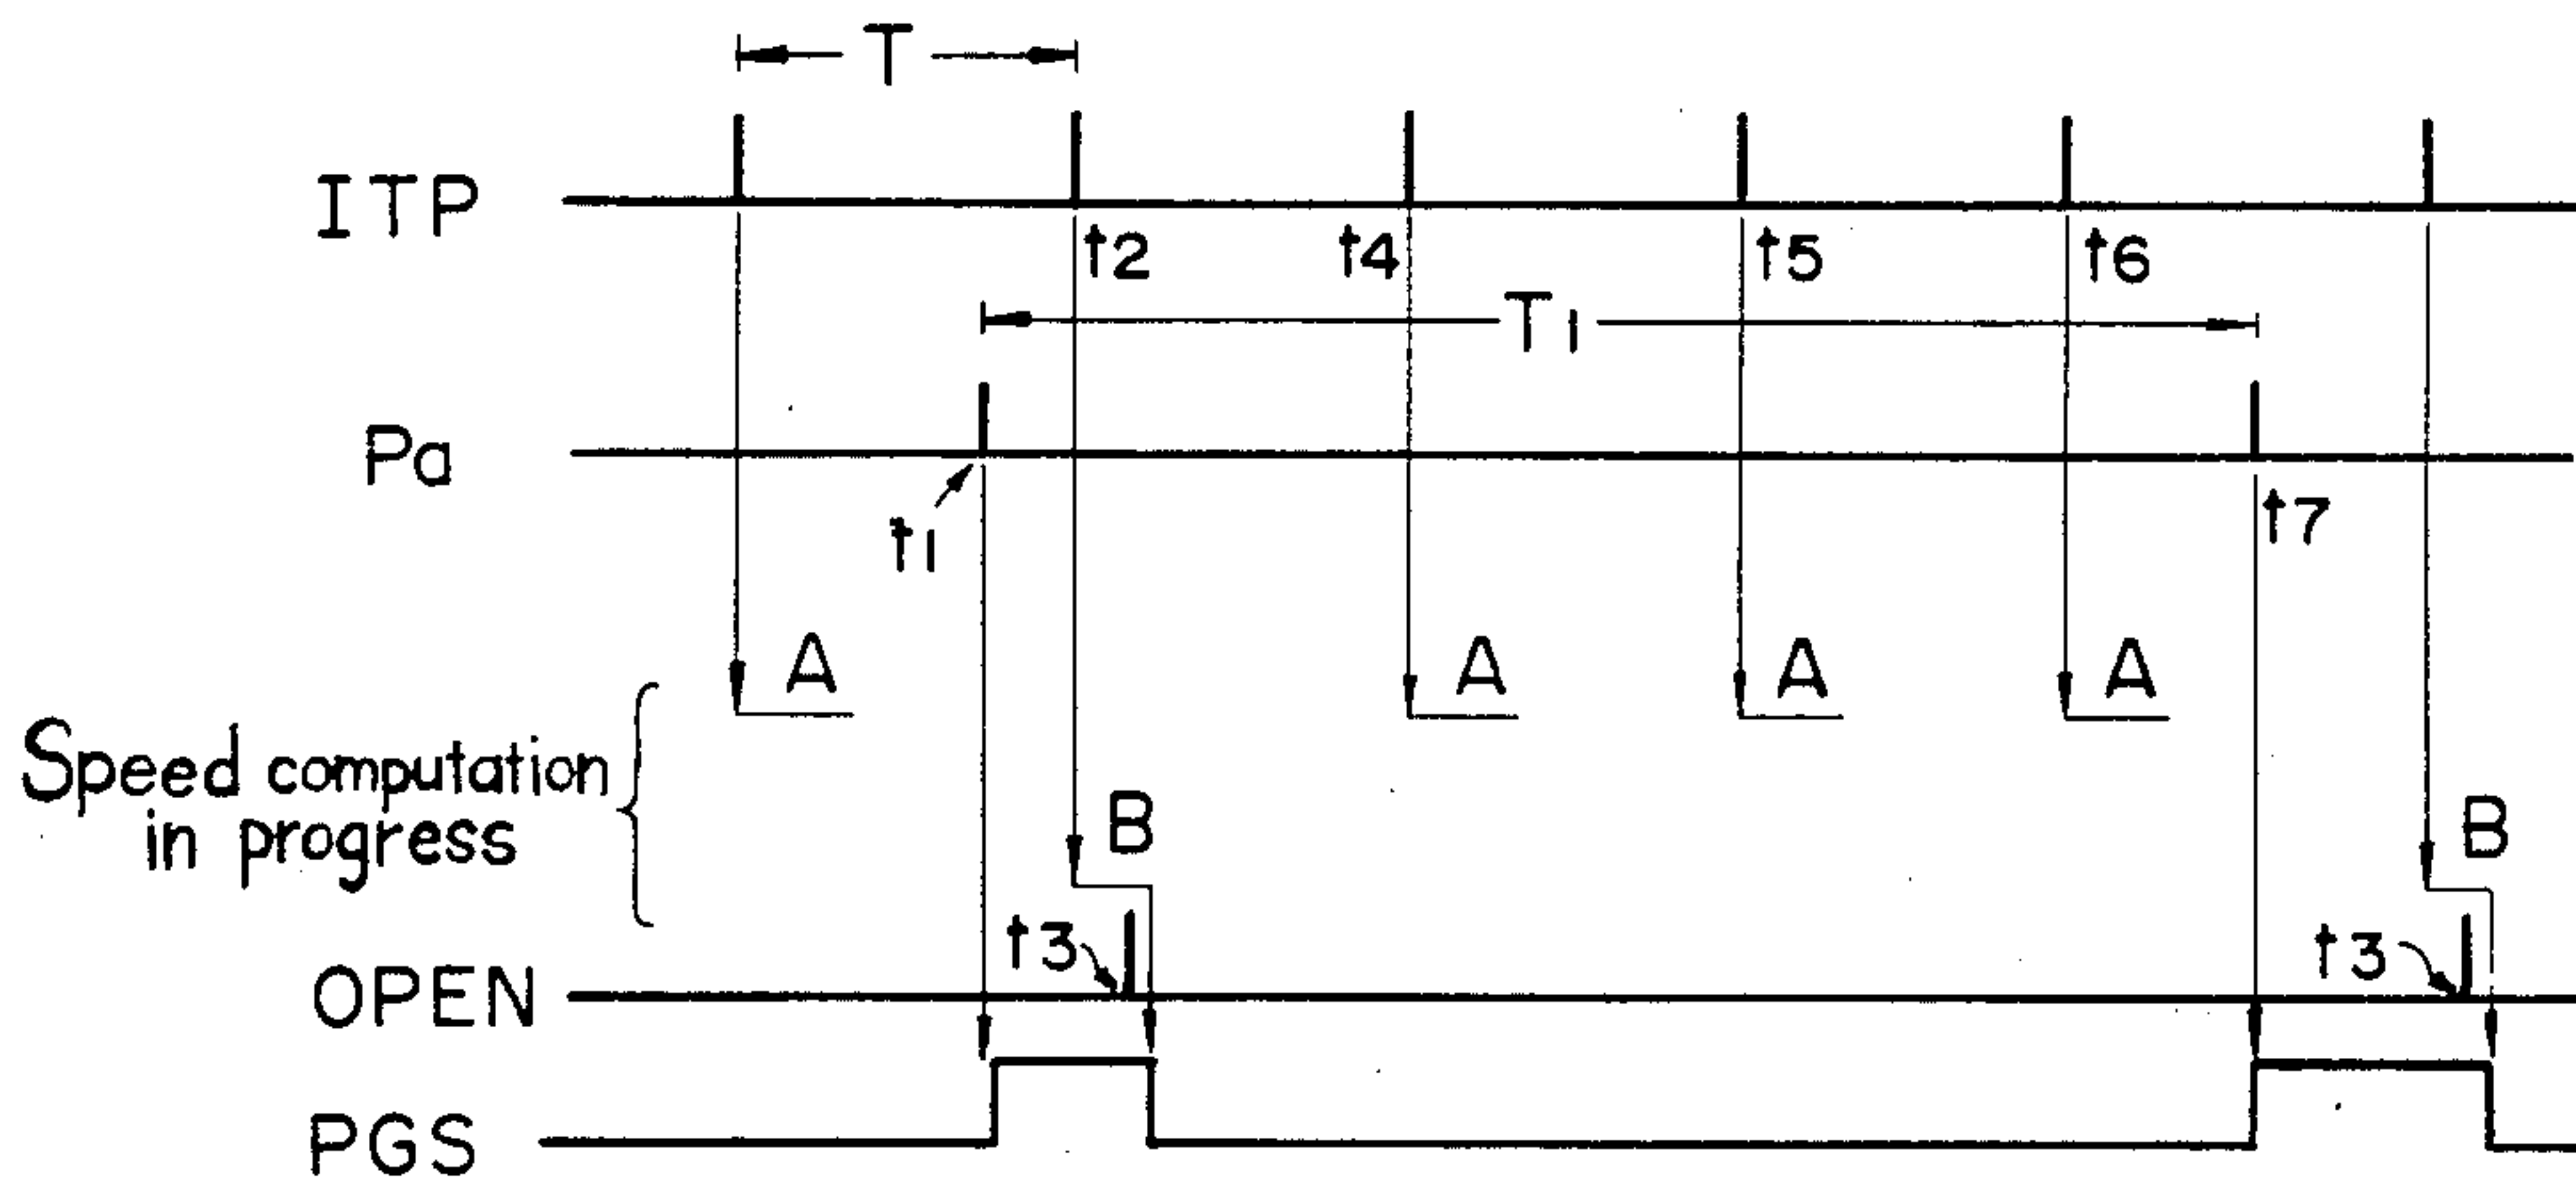 T
ITP
t2 t4 t5 t6
T1
Pa
t1 t7
A A A A
Speed computation
in progress
B B
t3 t3
OPEN
PGS